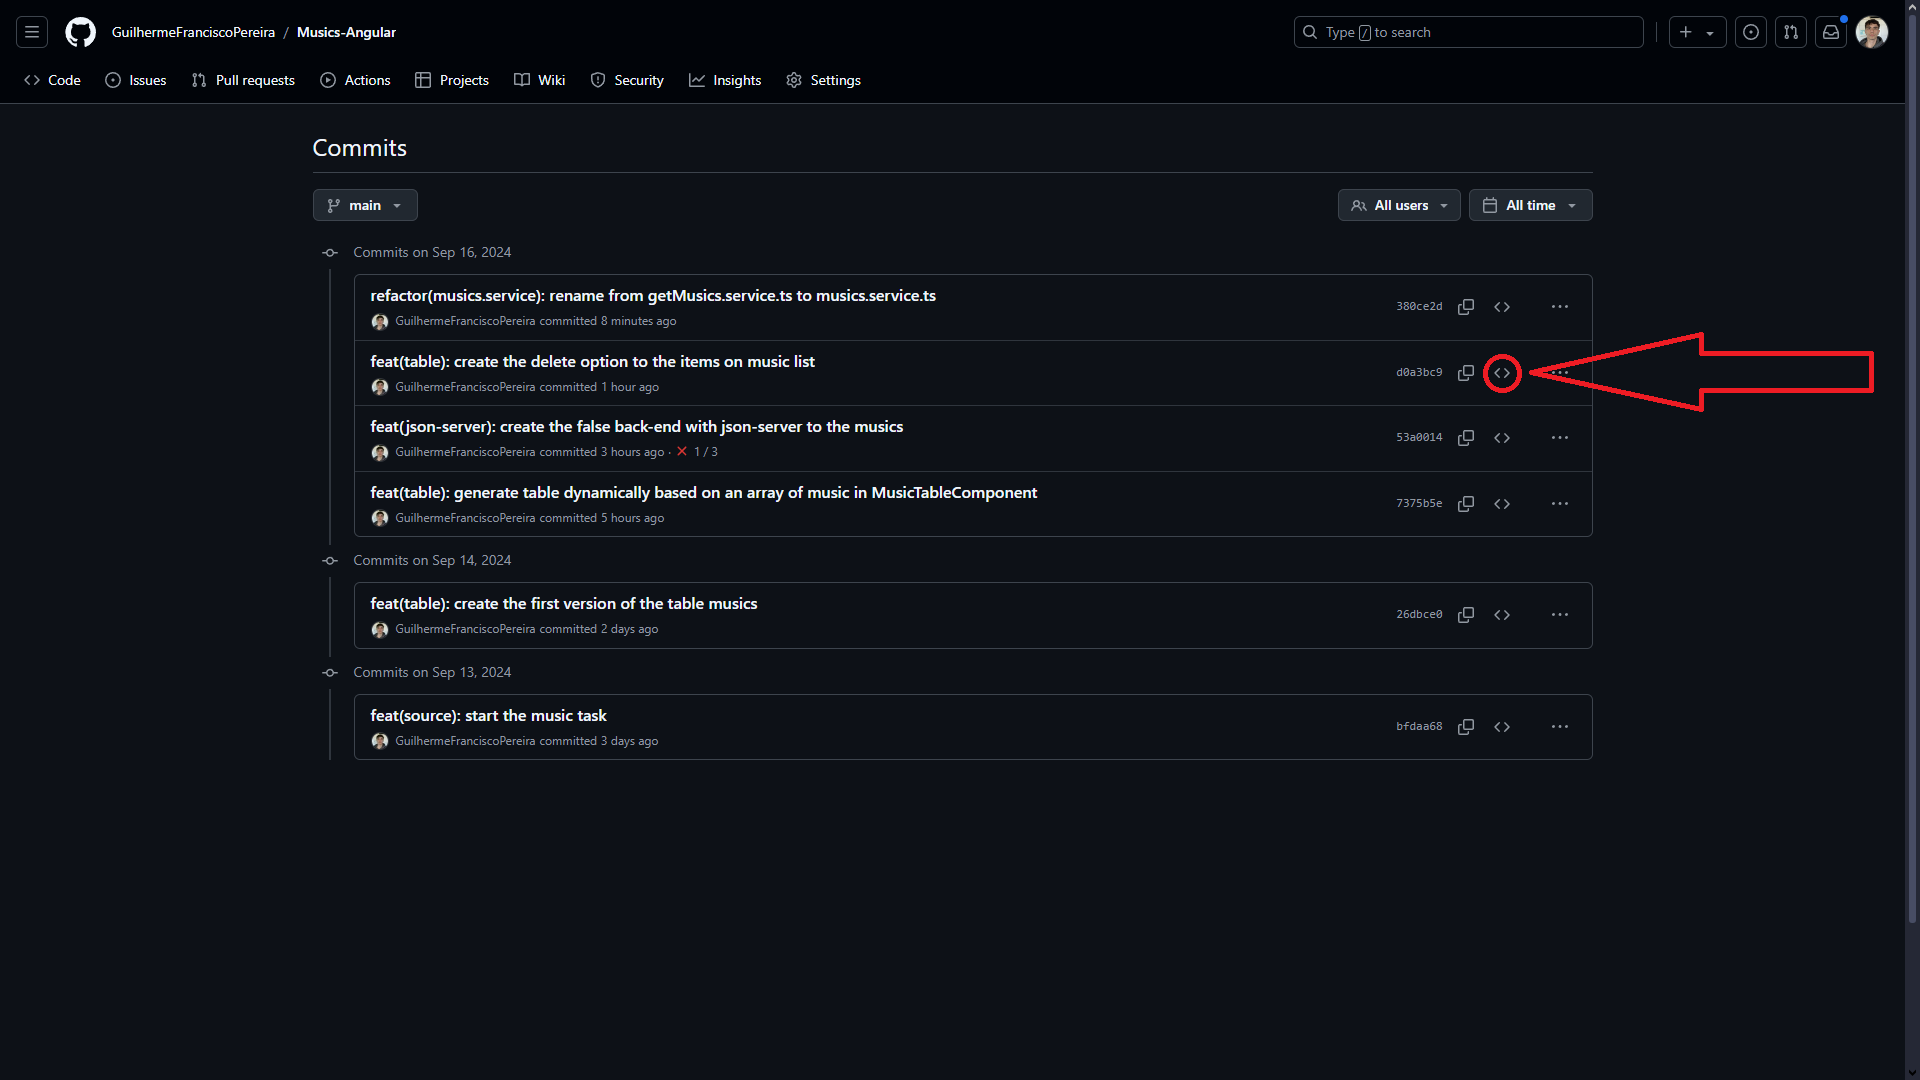 GuilhermeFranciscoPereira / Musics-Angular
Type / to search
Code Issues Pull requests Actions Projects Wiki Security Insights Settings
Commits
main
All users All time
Commits on Sep 16, 2024
refactor(musics.service): rename from getMusics.service.ts to musics.service.ts
380ce2d
GuilhermeFranciscoPereira committed 8 minutes ago
feat(table): create the delete option to the items on music list
d0a3bc9
GuilhermeFranciscoPereira committed 1 hour ago
feat(json-server): create the false back-end with json-server to the musics
53a0014
GuilhermeFranciscoPereira committed 3 hours ago · 1 / 3
feat(table): generate table dynamically based on an array of music in MusicTableComponent
7375b5e
GuilhermeFranciscoPereira committed 5 hours ago
Commits on Sep 14, 2024
feat(table): create the first version of the table musics
26dbce0
GuilhermeFranciscoPereira committed 2 days ago
Commits on Sep 13, 2024
feat(source): start the music task
bfdaa68
GuilhermeFranciscoPereira committed 3 days ago